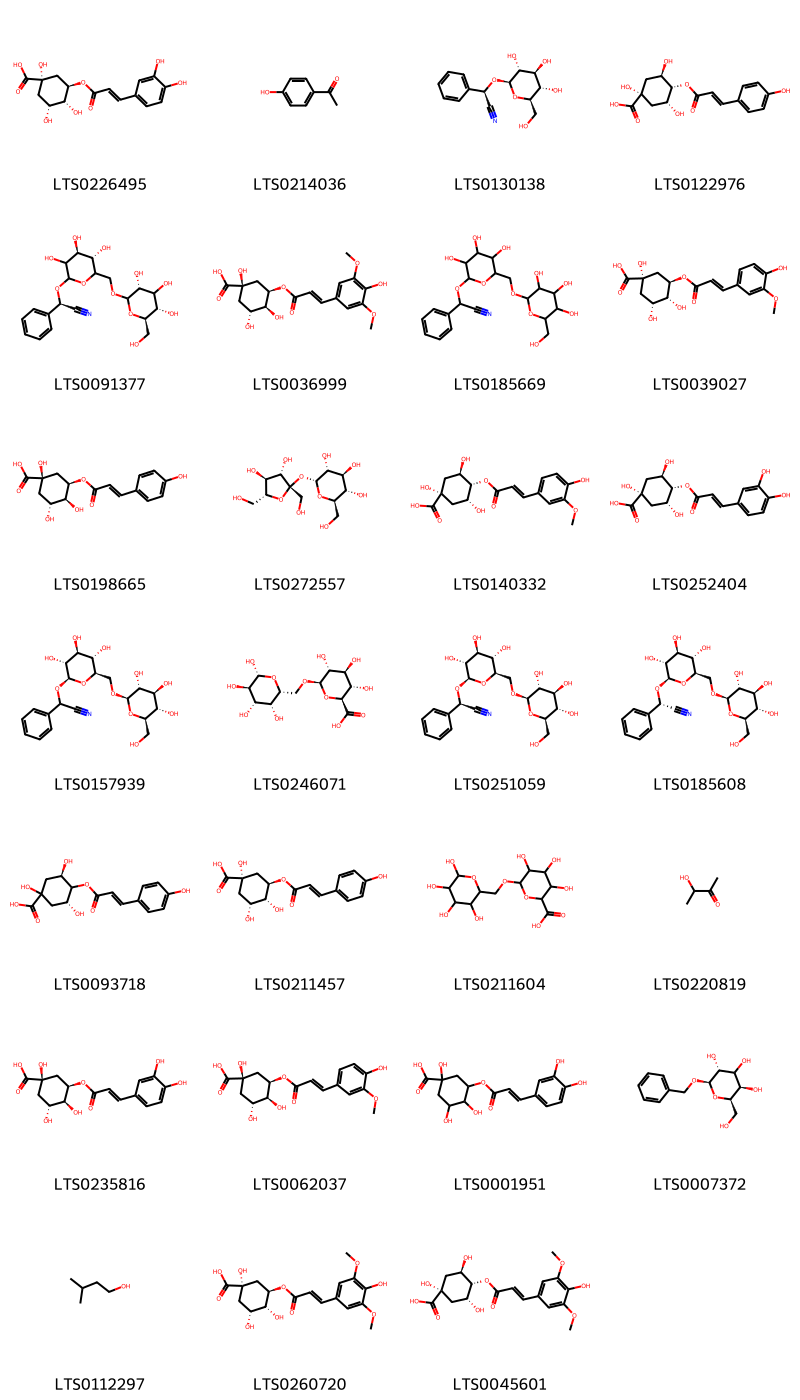 LTS0226495 LTS0214036 LTS0130138 LTS0122976
LTS0091377 LTS0036999 LTS0185669 LTS0039027
LTS0198665 LTS0272557 LTS0140332 LTS0252404
LTS0157939 LTS0246071 LTS0251059 LTS0185608
LTS0093718 LTS0211457 LTS0211604 LTS0220819
LTS0235816 LTS0062037 LTS0001951 LTS0007372
LTS0112297 LTS0260720 LTS0045601